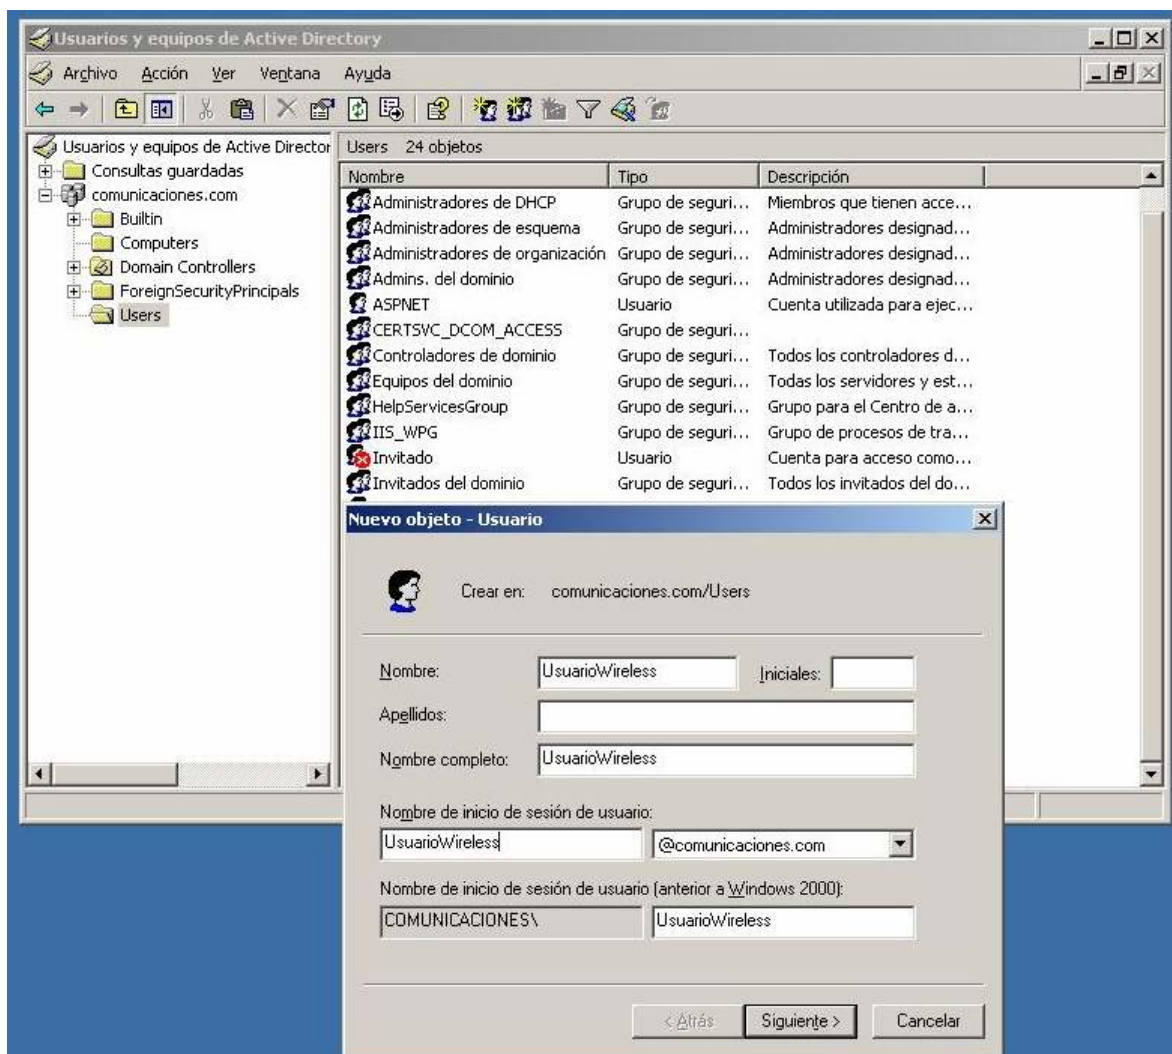 Usuarios y equipos de Active Directory
Archivo Acción Ver Ventana Ayuda
Usuarios y equipos de Active Director
Consultas guardadas
comunicaciones.com
Builtin
Computers
Domain Controllers
ForeignSecurityPrincipals
Users
Users 24 objetos
Nombre Tipo Descripción
Administradores de DHCP Grupo de seguri... Miembros que tienen acce...
Administradores de esquema Grupo de seguri... Administradores designad...
Administradores de organización Grupo de seguri... Administradores designad...
Admins. del dominio Grupo de seguri... Administradores designad...
ASPNET Usuario Cuenta utilizada para ejec...
CERTSVC_DCOM_ACCESS Grupo de seguri...
Controladores de dominio Grupo de seguri... Todos los controladores d...
Equipos del dominio Grupo de seguri... Todas los servidores y est...
HelpServicesGroup Grupo de seguri... Grupo para el Centro de a...
IIS_WPG Grupo de seguri... Grupo de procesos de tra...
Invitado Usuario Cuenta para acceso como...
Invitados del dominio Grupo de seguri... Todos los invitados del do...
Nuevo objeto - Usuario
Crear en: comunicaciones.com/Users
Nombre: UsuarioWireless Iniciales:
Apellidos:
Nombre completo: UsuarioWireless
Nombre de inicio de sesión de usuario:
UsuarioWireless @comunicaciones.com
Nombre de inicio de sesión de usuario (anterior a Windows 2000):
COMUNICACIONES\ UsuarioWireless
< Atrás Siguiente > Cancelar